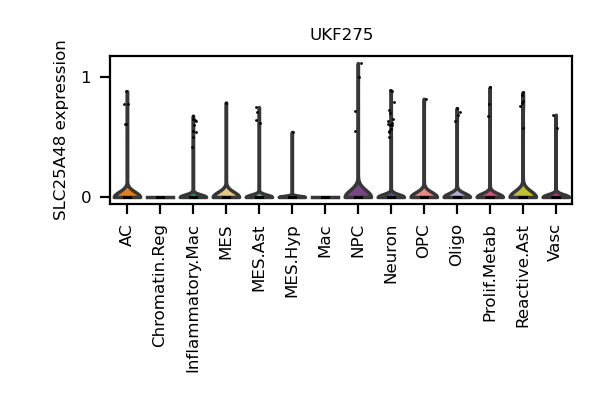 UKF275
SLC25A48 expression
1
0
AC
Chromatin.Reg
Inflammatory.Mac
MES
MES.Ast
MES.Hyp
Mac
NPC
Neuron
OPC
Oligo
Prolif.Metab
Reactive.Ast
Vasc